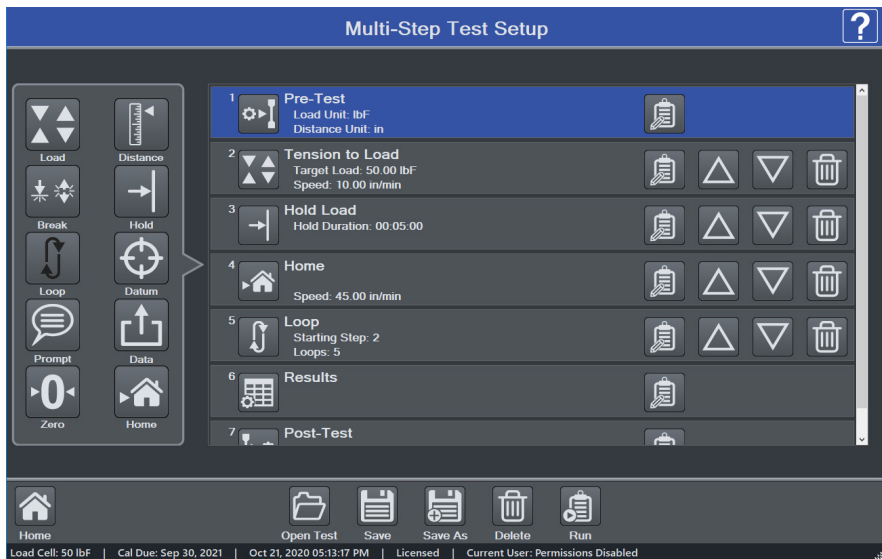 Multi-Step Test Setup
?
Load
Distance
Break
Hold
Loop
Datum
Prompt
Data
0
Zero
Home
1
Pre-Test
Load Unit: lbF
Distance Unit: in
2
Tension to Load
Target Load: 50.00 lbF
Speed: 10.00 in/min
3
Hold Load
Hold Duration: 00:05:00
4
Home
Speed: 45.00 in/min
5
Loop
Starting Step: 2
Loops: 5
6
Results
7
Post-Test
Home
Open Test
Save
Save As
Delete
Run
Load Cell: 50 lbF | Cal Due: Sep 30, 2021 | Oct 21, 2020 05:13:17 PM | Licensed | Current User: Permissions Disabled